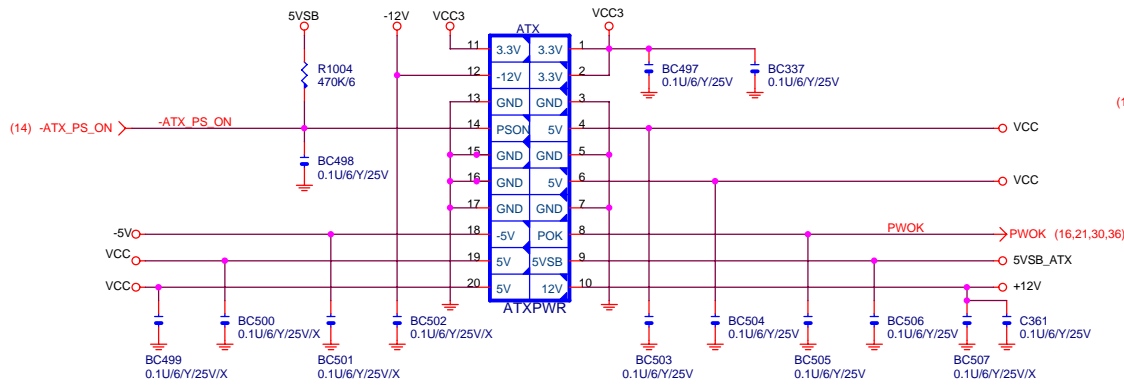 5VSB
-12V
VCC3
VCC3
ATX
11
3.3V
3.3V
1
12
-12V
3.3V
2
13
GND
GND
3
14
PSON
5V
4
15
GND
GND
5
16
GND
5V
6
17
GND
GND
7
18
-5V
POK
8
19
5V
5VSB
9
20
5V
12V
10
ATXPWR
R1004
470K/6
BC497
0.1U/6/Y/25V
BC337
0.1U/6/Y/25V
(1
(14) -ATX_PS_ON
-ATX_PS_ON
VCC
BC498
0.1U/6/Y/25V
VCC
-5V
PWOK
PWOK (16,21,30,36)
VCC
5VSB_ATX
VCC
+12V
BC500
0.1U/6/Y/25V/X
BC502
0.1U/6/Y/25V/X
BC504
0.1U/6/Y/25V
BC506
0.1U/6/Y/25V
C361
0.1U/6/Y/25V
BC499
0.1U/6/Y/25V/X
BC501
0.1U/6/Y/25V/X
BC503
0.1U/6/Y/25V
BC505
0.1U/6/Y/25V
BC507
0.1U/6/Y/25V/X